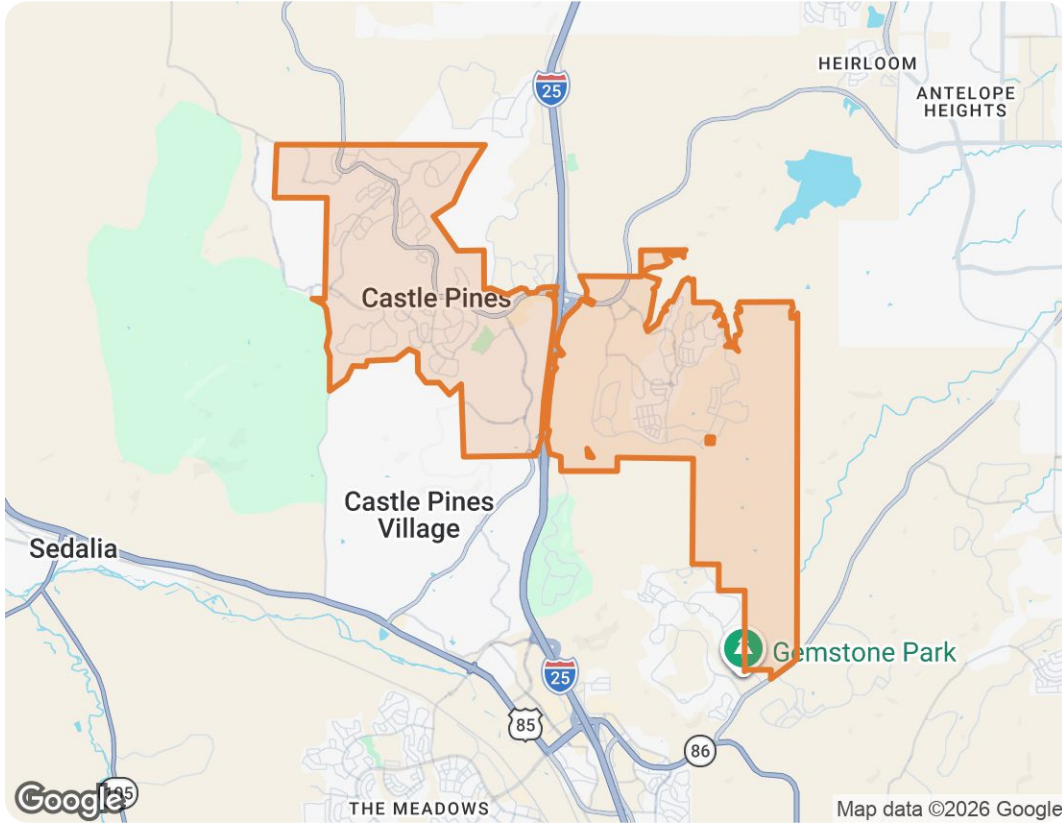 HEIRLOOM
ANTELOPE
HEIGHTS
25
Castle Pines
Castle Pines
Village
Sedalia
Gemstone Park
25
85
86
105
THE MEADOWS
Google
Map data ©2026 Google